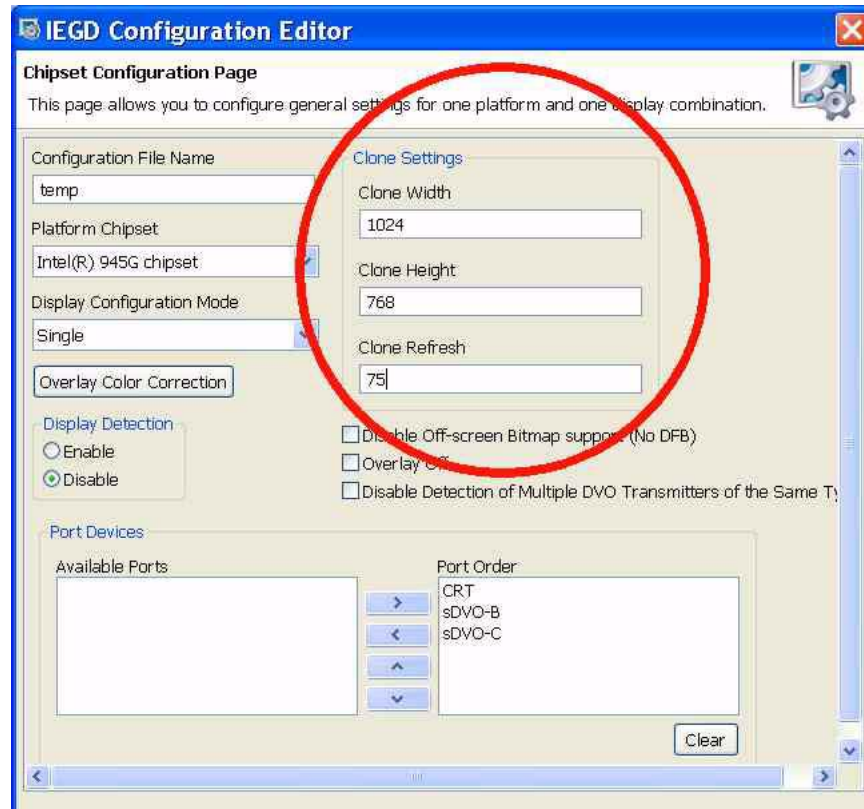 IEGD Configuration Editor
Chipset Configuration Page
This page allows you to configure general settings for one platform and one display combination.
Configuration File Name
temp
Platform Chipset
Intel(R) 945G chipset
Display Configuration Mode
Single
Overlay Color Correction
Display Detection
Enable
Disable
Clone Settings
Clone Width
1024
Clone Height
768
Clone Refresh
75
Disable Off-screen Bitmap support (No DFB)
Overlay Off
Disable Detection of Multiple DVO Transmitters of the Same Ty
Port Devices
Available Ports
Port Order
CRT
sDVO-B
sDVO-C
Clear